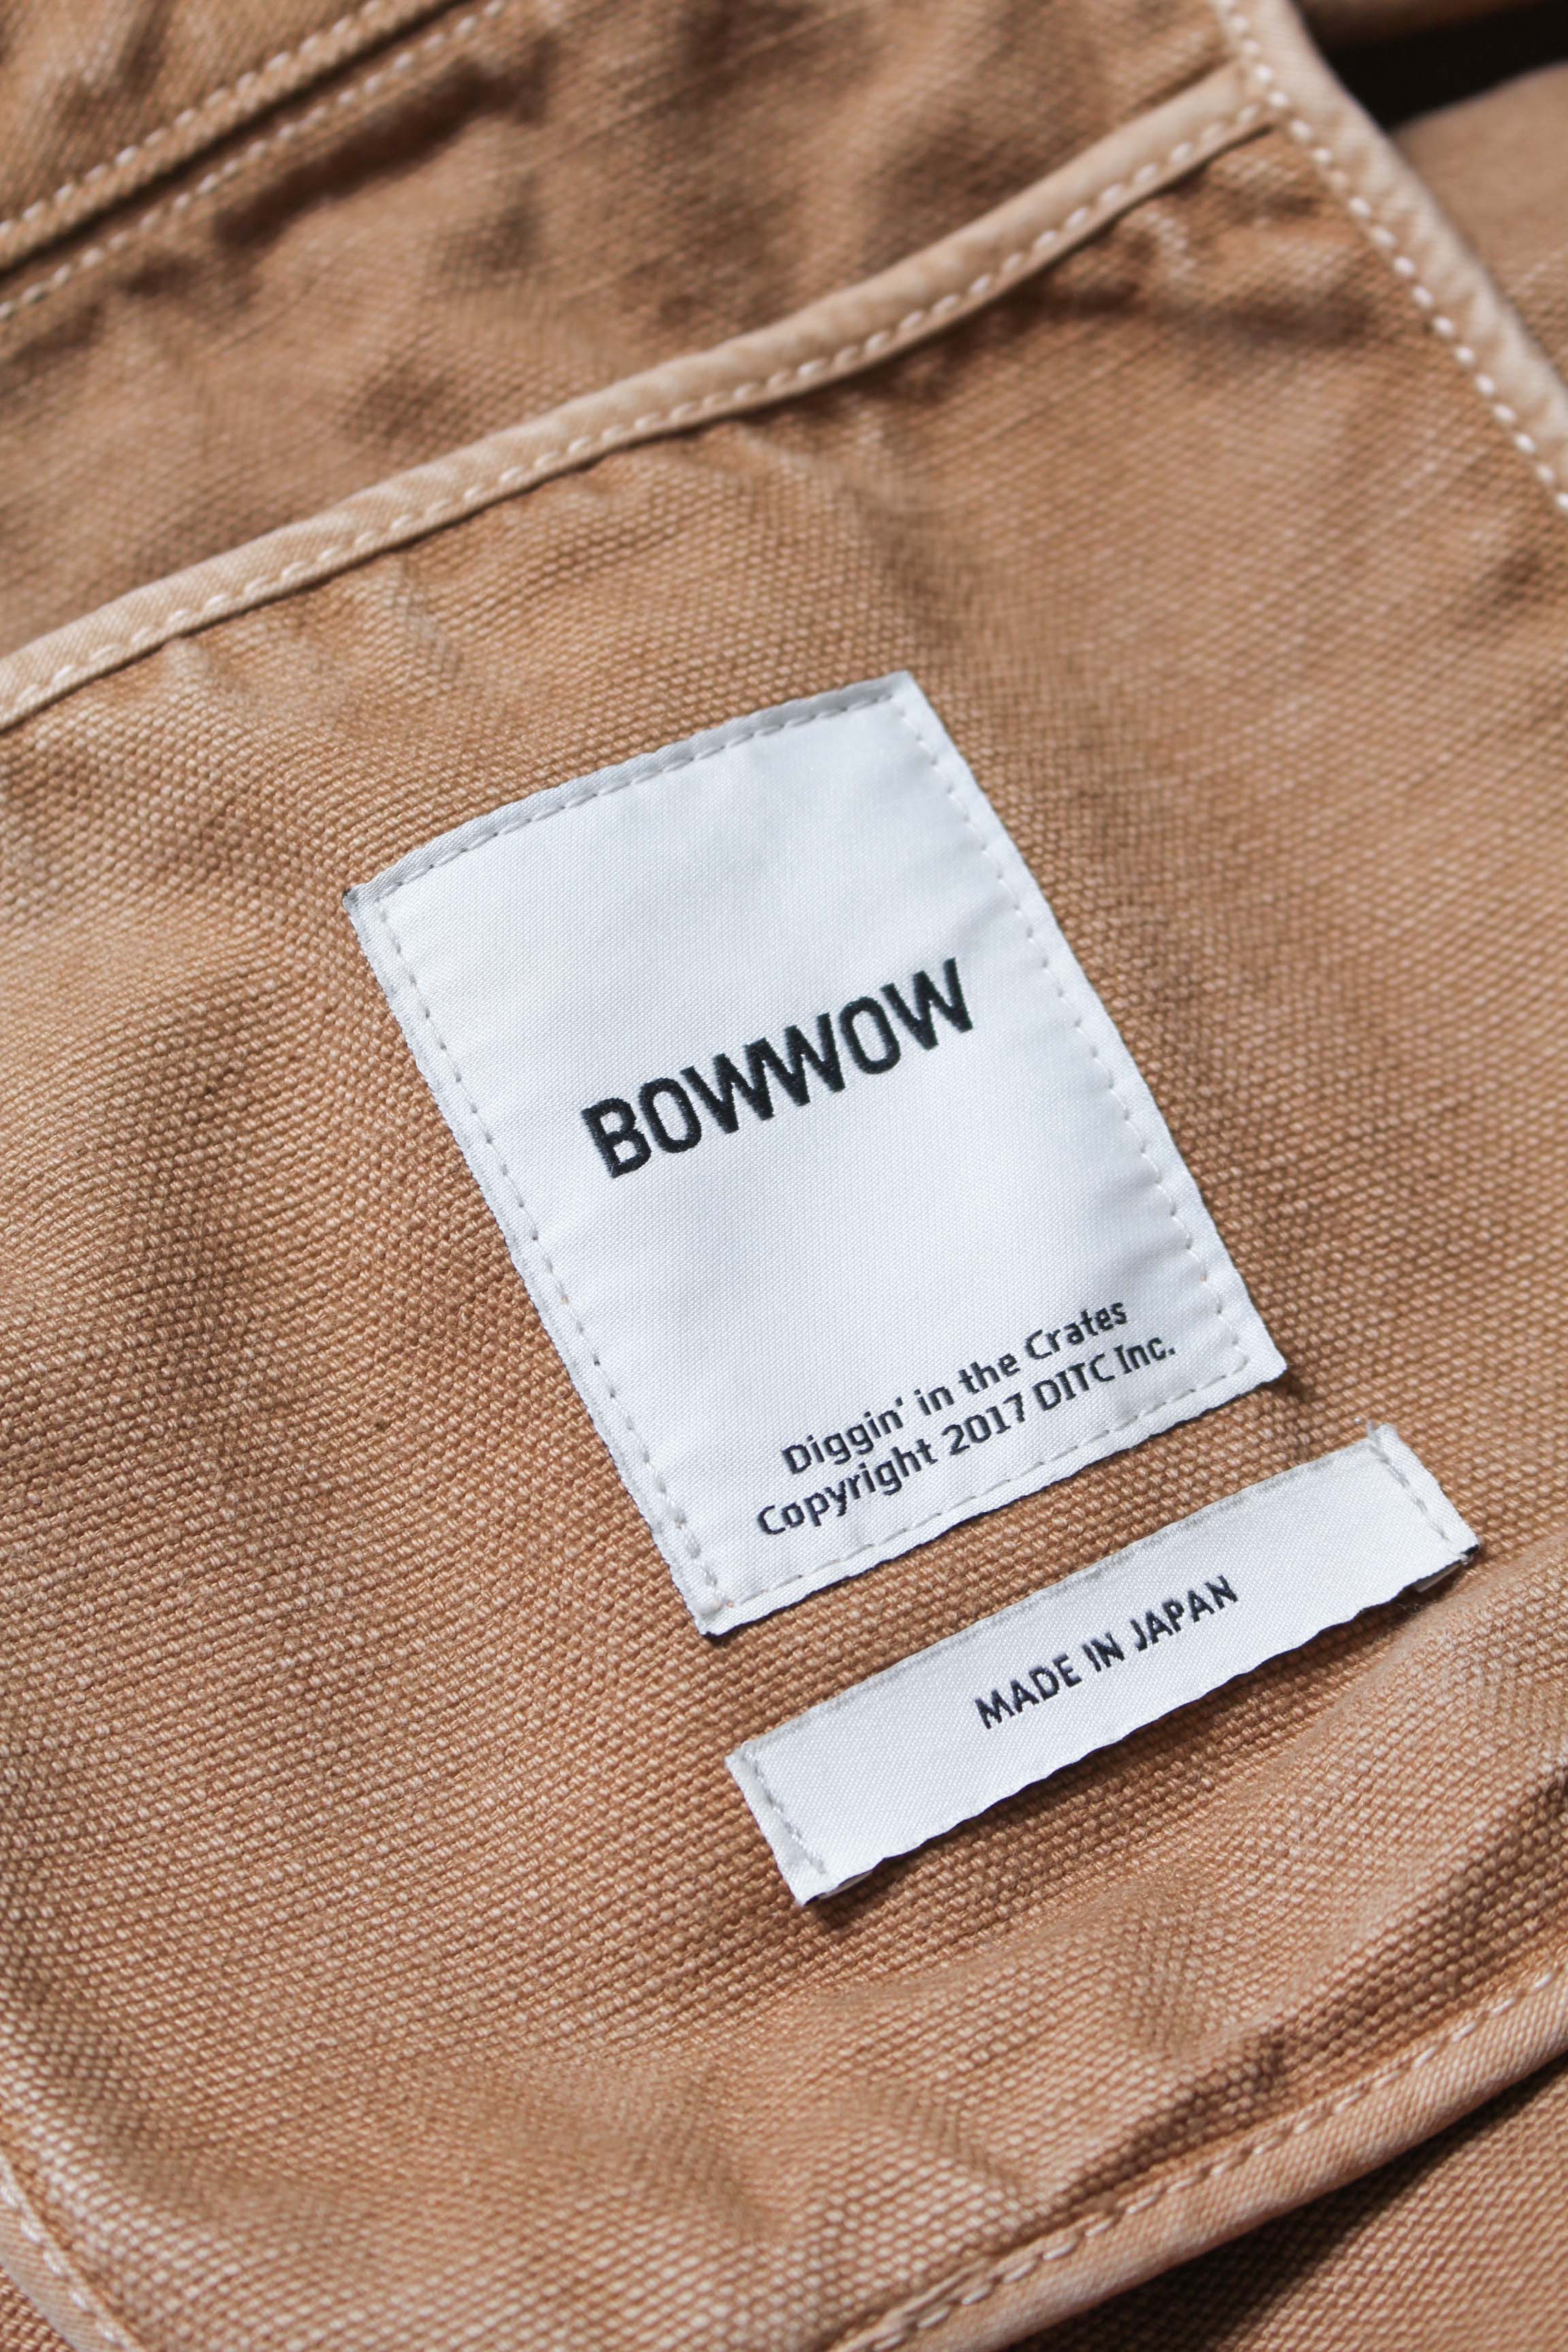 BOWWOW
Diggin' in the Crates
Copyright 2017 DITC Inc.
MADE IN JAPAN